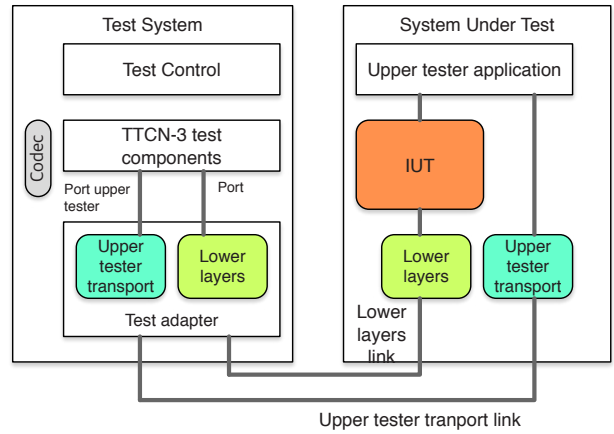 Test System
Test Control
Codec
TTCN-3 test
components
Port upper
tester
Port
Upper
tester
transport
Lower
layers
Test adapter
System Under Test
Upper tester application
IUT
Lower
layers
Upper
tester
transport
Lower
layers
link
Upper tester tranport link